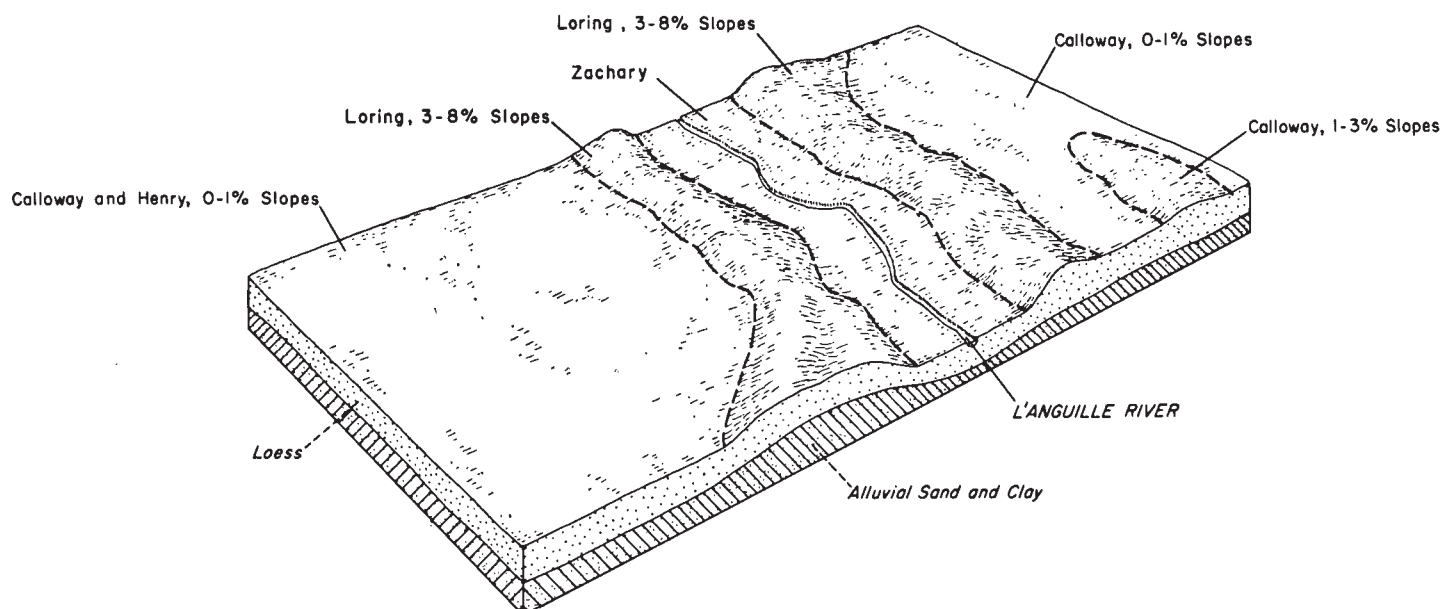 Loring , 3-8% Slopes
Calloway, 0-1% Slopes
Zachary
Loring, 3-8% Slopes
Calloway, 1-3% Slopes
Calloway and Henry, 0-1% Slopes
L'ANGUILLE RIVER
Loess
Alluvial Sand and Clay